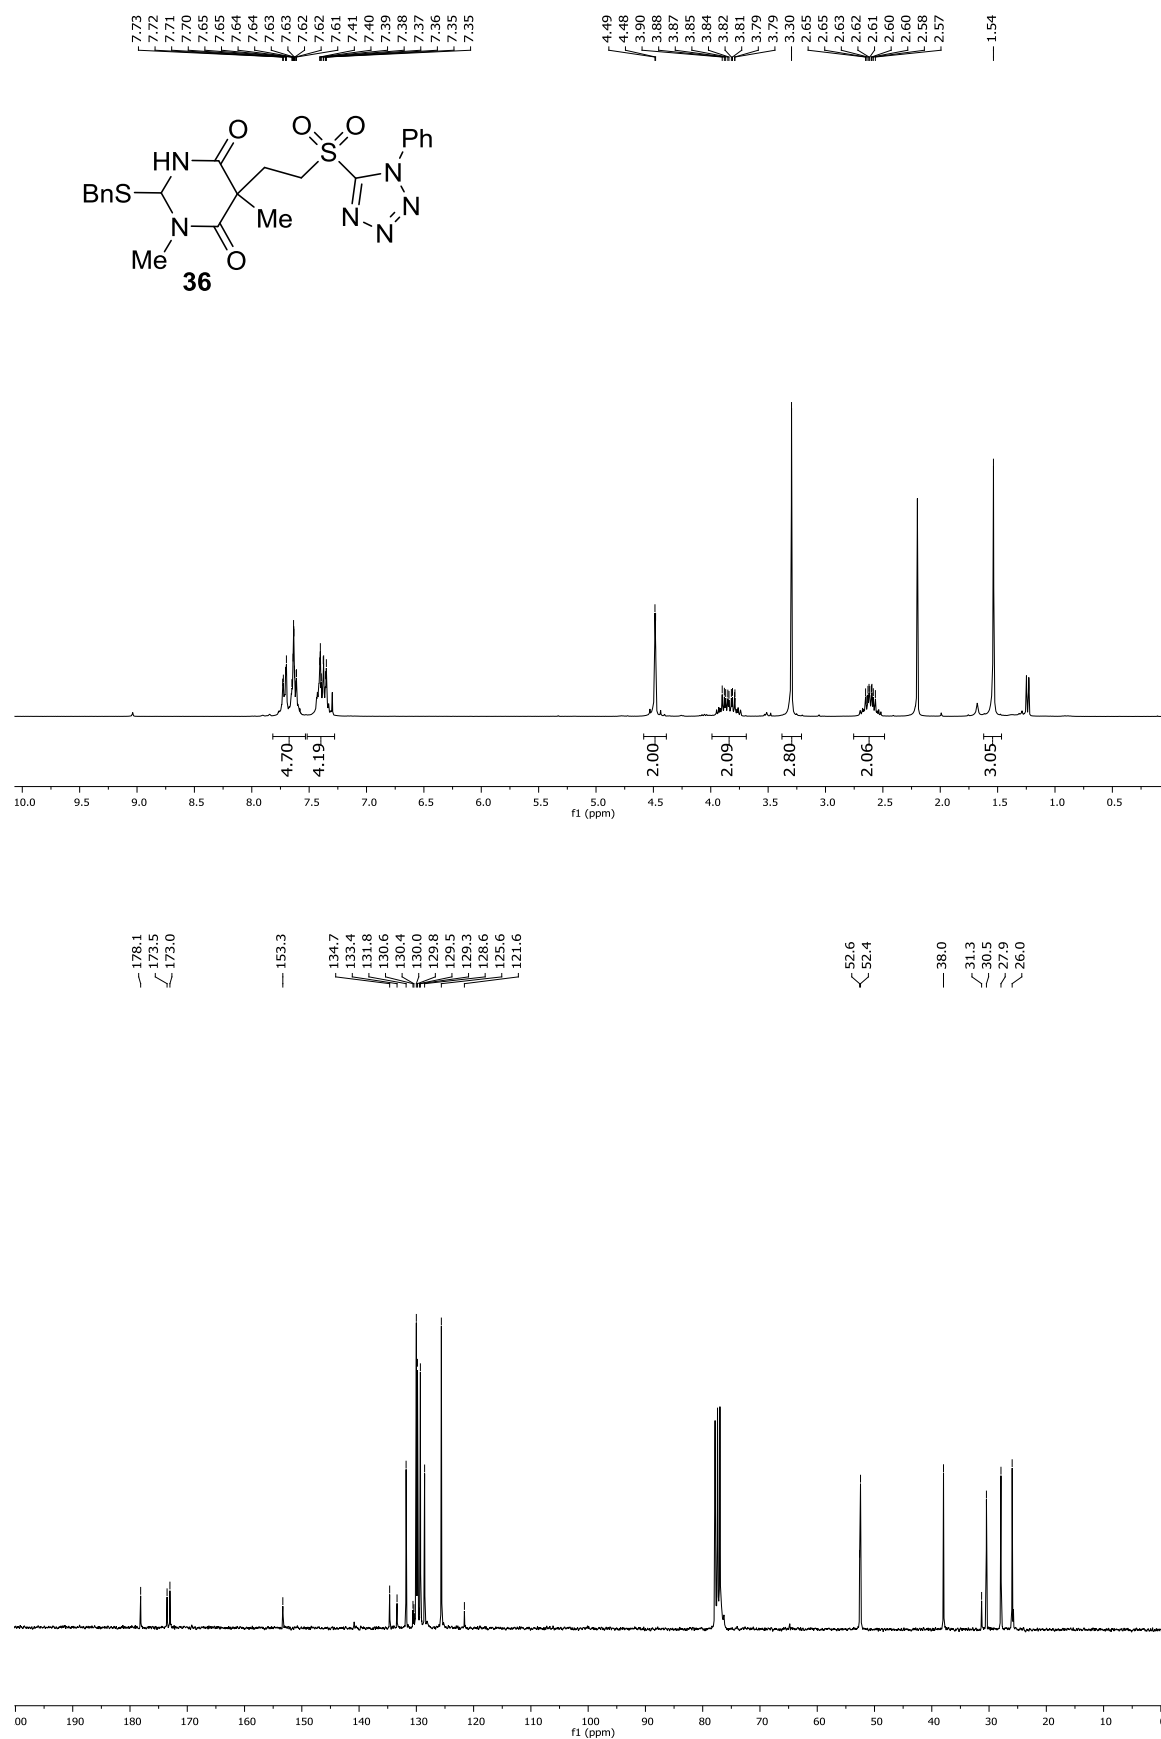 7.73 7.72 7.71 7.70 7.65 7.65 7.64 7.64 7.63 7.63 7.62 7.62 7.61 7.41 7.40 7.39 7.38 7.37 7.36 7.35 7.35 4.49 4.48 3.90 3.88 3.87 3.85 3.84 3.82 3.81 3.79 3.79 3.30 2.65 2.65 2.63 2.62 2.61 2.60 2.60 2.58 2.57 1.54
O O O Ph
HN S N
BnS N N
N Me N
Me O
36
4.70 4.19 2.00 2.09 2.80 2.06 3.05
10.0 9.5 9.0 8.5 8.0 7.5 7.0 6.5 6.0 5.5 5.0 4.5 4.0 3.5 3.0 2.5 2.0 1.5 1.0 0.5
f1 (ppm)
178.1 173.5 173.0 153.3 134.7 133.4 131.8 130.6 130.4 130.0 129.8 129.5 129.3 128.6 125.6 121.6 52.6 52.4 38.0 31.3 30.5 27.9 26.0
00 190 180 170 160 150 140 130 120 110 100 90 80 70 60 50 40 30 20 10
f1 (ppm)